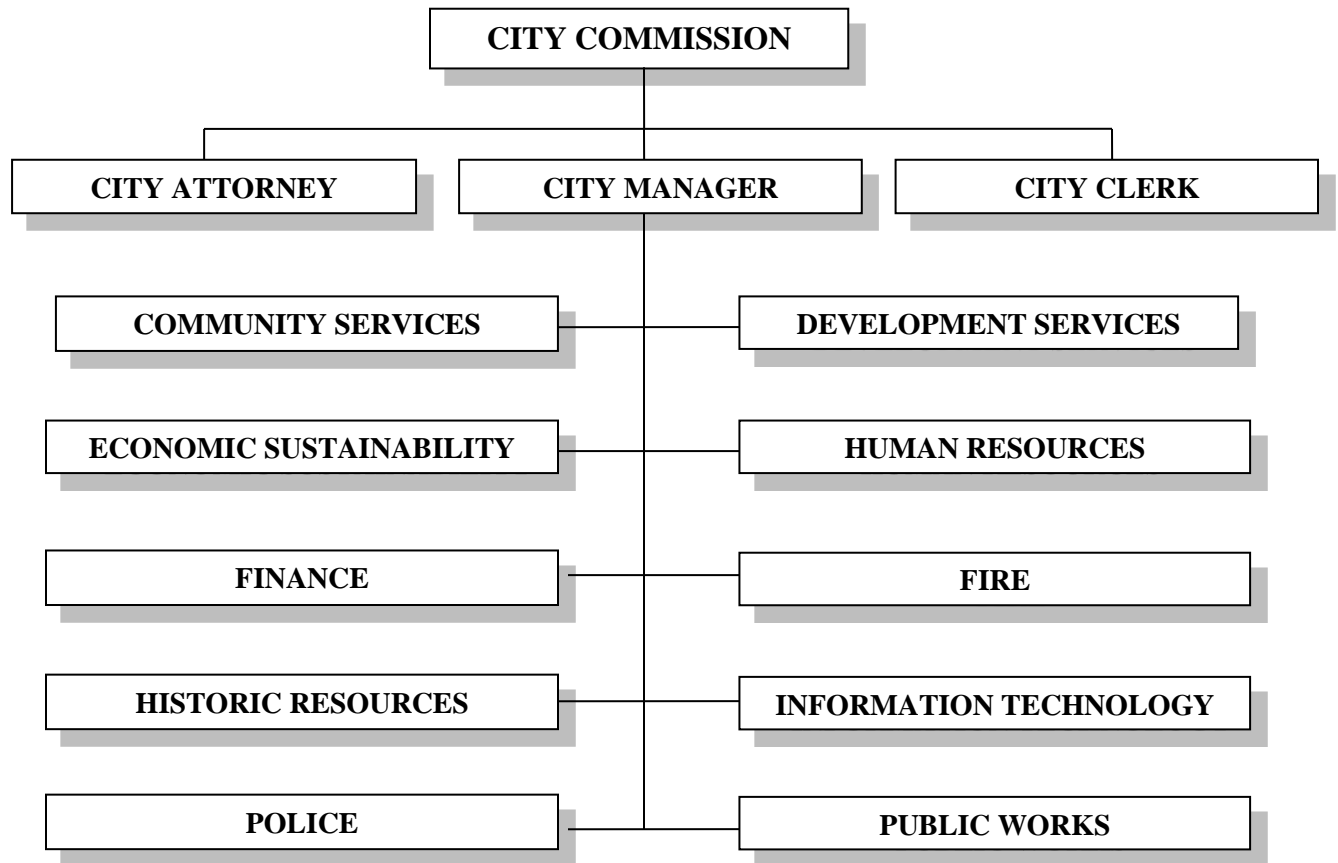 CITY COMMISSION
CITY ATTORNEY
CITY MANAGER
CITY CLERK
COMMUNITY SERVICES
DEVELOPMENT SERVICES
ECONOMIC SUSTAINABILITY
HUMAN RESOURCES
FINANCE
FIRE
HISTORIC RESOURCES
INFORMATION TECHNOLOGY
POLICE
PUBLIC WORKS